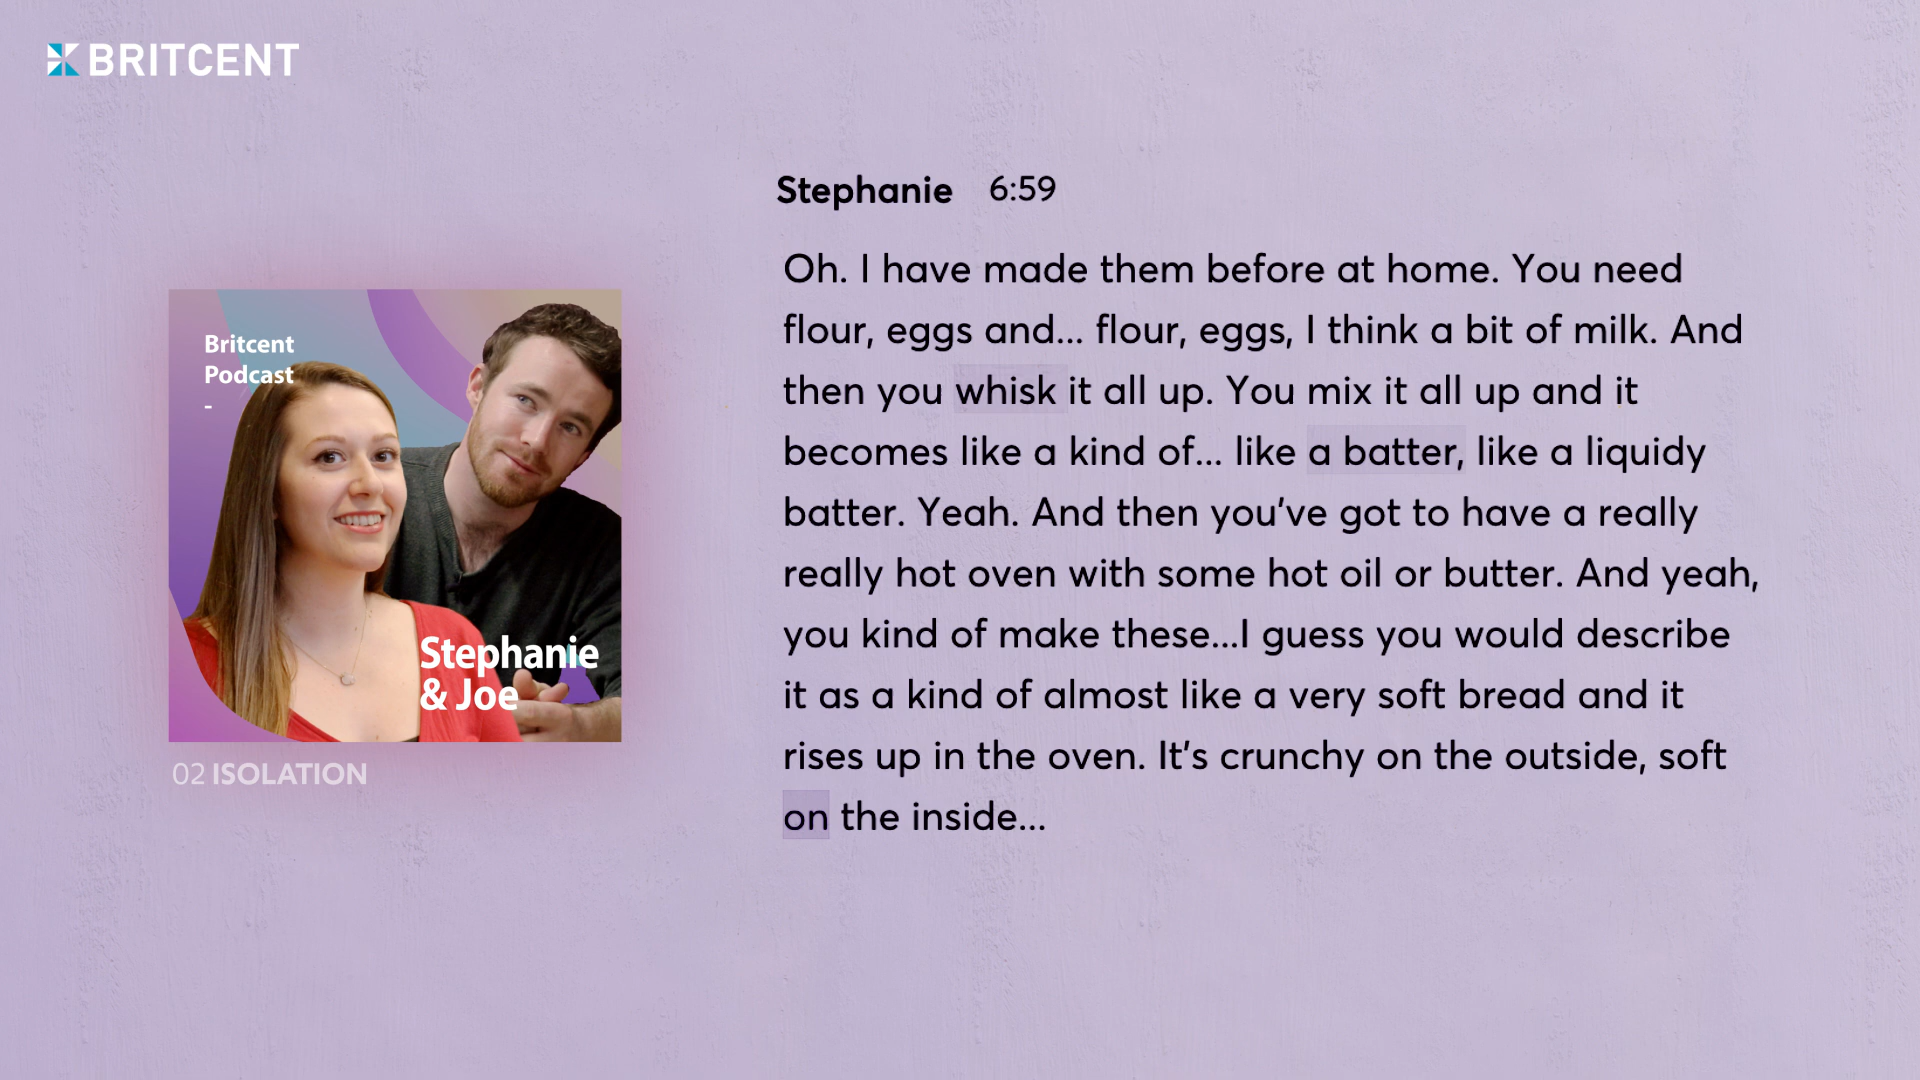 BRITCENT
Britcent
Podcast
-
Stephanie
& Joe
02 ISOLATION
Stephanie 6:59
Oh. I have made them before at home. You need
flour, eggs and... flour, eggs, I think a bit of milk. And
then you whisk it all up. You mix it all up and it
becomes like a kind of... like a batter, like a liquidy
batter. Yeah. And then you've got to have a really
really hot oven with some hot oil or butter. And yeah,
you kind of make these...I guess you would describe
it as a kind of almost like a very soft bread and it
rises up in the oven. It's crunchy on the outside, soft
on the inside...